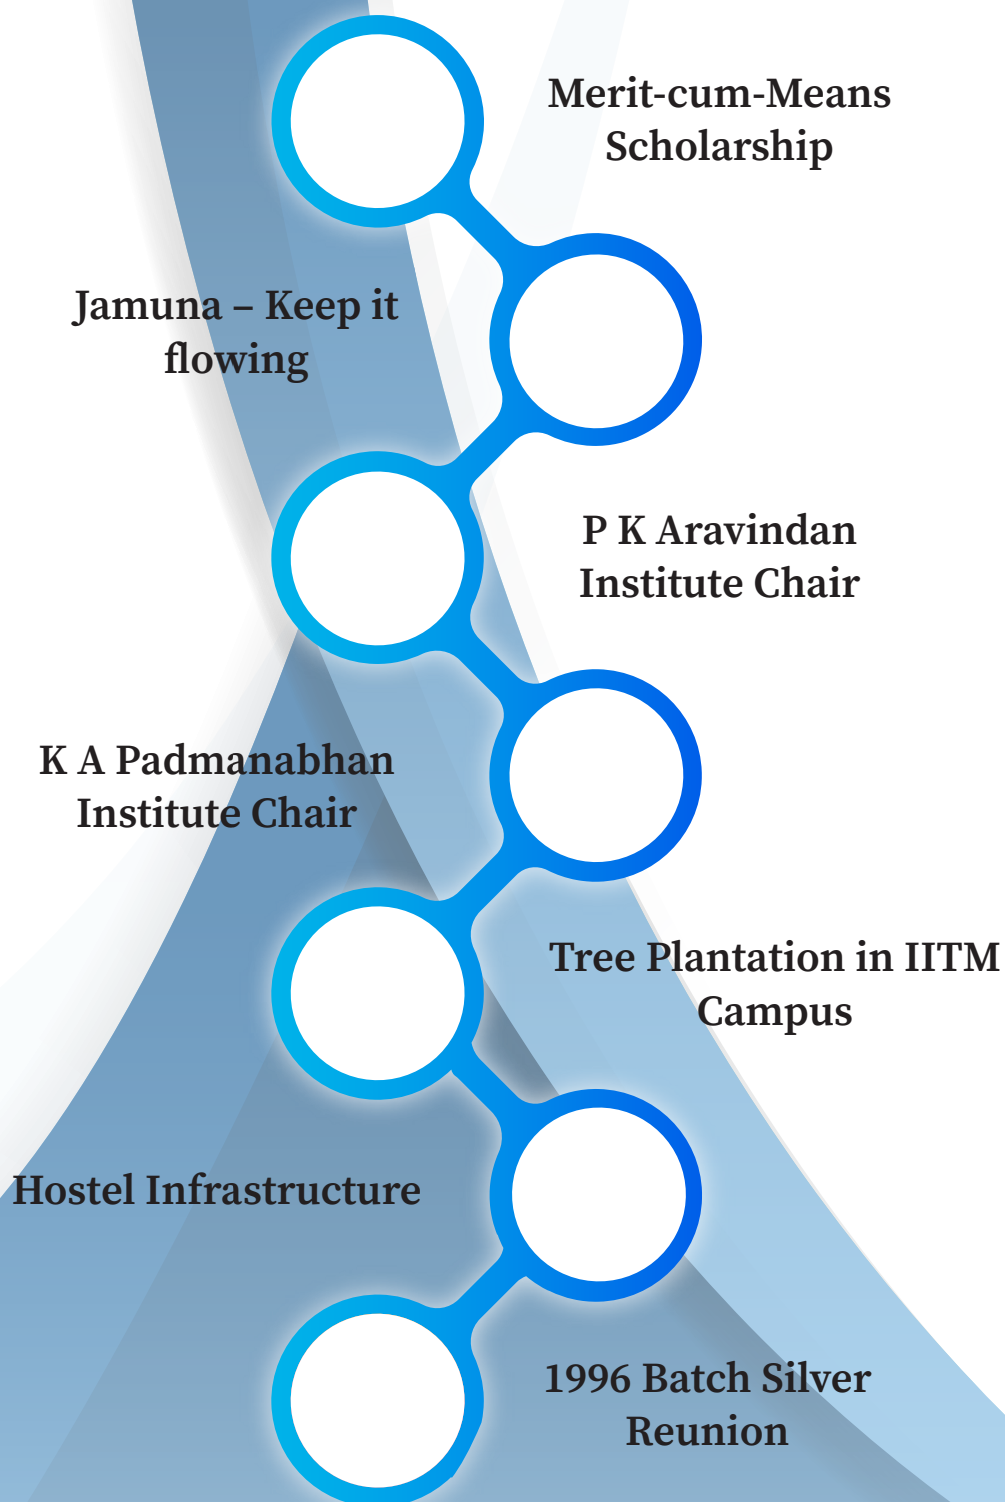 Merit-cum-Means
Scholarship
Jamuna – Keep it
flowing
P K Aravindan
Institute Chair
K A Padmanabhan
Institute Chair
Tree Plantation in IITM
Campus
Hostel Infrastructure
1996 Batch Silver
Reunion